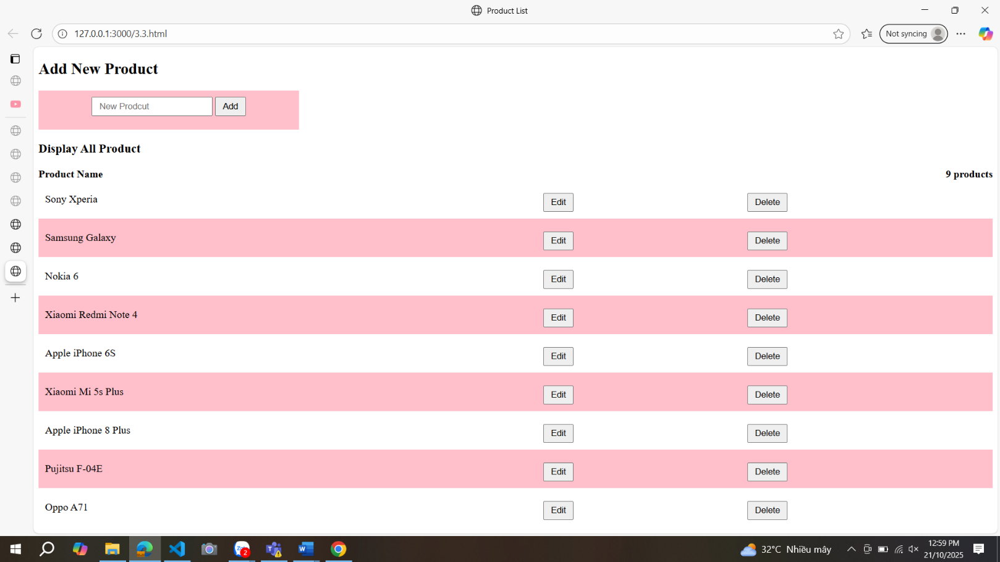 Product List
127.0.0.1:3000/3.3.html
Not syncing
Add New Product
New Prodcut Add
Display All Product
Product Name 9 products
Sony Xperia Edit Delete
Samsung Galaxy Edit Delete
Nokia 6 Edit Delete
Xiaomi Redmi Note 4 Edit Delete
Apple iPhone 6S Edit Delete
Xiaomi Mi 5s Plus Edit Delete
Apple iPhone 8 Plus Edit Delete
Pujitsu F-04E Edit Delete
Oppo A71 Edit Delete
2
32°C Nhiều mây
12:59 PM
21/10/2025